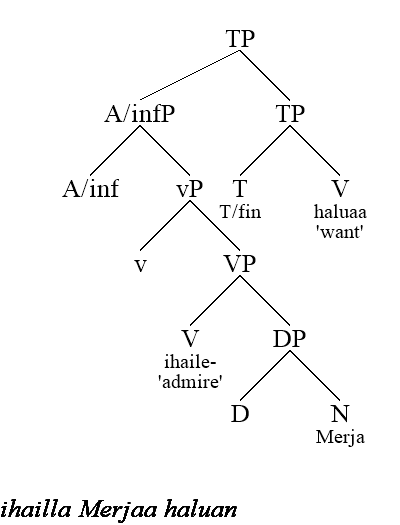 TP
A/infP TP
A/inf vP T V
T/fin haluaa
'want'
v VP
V DP
ihaile-
'admire'
D N
Merja
ihailla Merjaa haluan